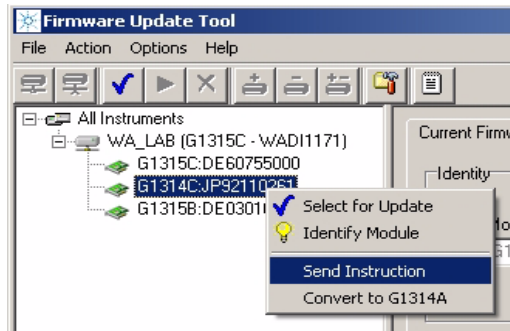 Firmware Update Tool
File Action Options Help
All Instruments
WA_LAB (G1315C - WADI1171)
G1315C:DE60755000
G1314C:JP92110261
G1315B:DE0301
Current Firmw
Identity
Select for Update
Identify Module
Send Instruction
Convert to G1314A